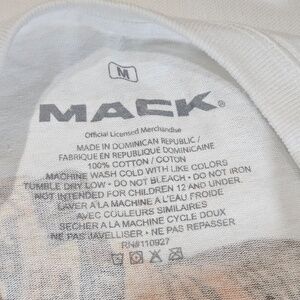 M
MACK®
Official Licensed Merchandise
MADE IN DOMINICAN REPUBLIC /
FABRIQUE EN REPUBLIQUE DOMINICAINE
100% COTTON / COTON
MACHINE WASH COLD WITH LIKE COLORS
TUMBLE DRY LOW • DO NOT BLEACH • DO NOT IRON
NOT INTENDED FOR CHILDREN 12 AND UNDER.
LAVER A LA MACHINE A L'EAU FROIDE
AVEC COULEURS SIMILAIRES
SECHER A LA MACHINE CYCLE DOUX
NE PAS JAVELLISER • NE PAS REPASSER
RN#110927